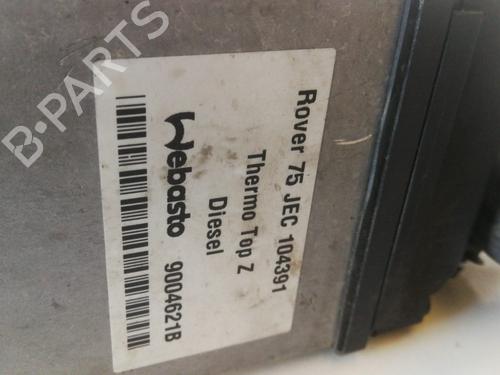 Rover 75 JEC 104391
Thermo Top Z
Diesel
Webasto 9004621B
B-PARTS